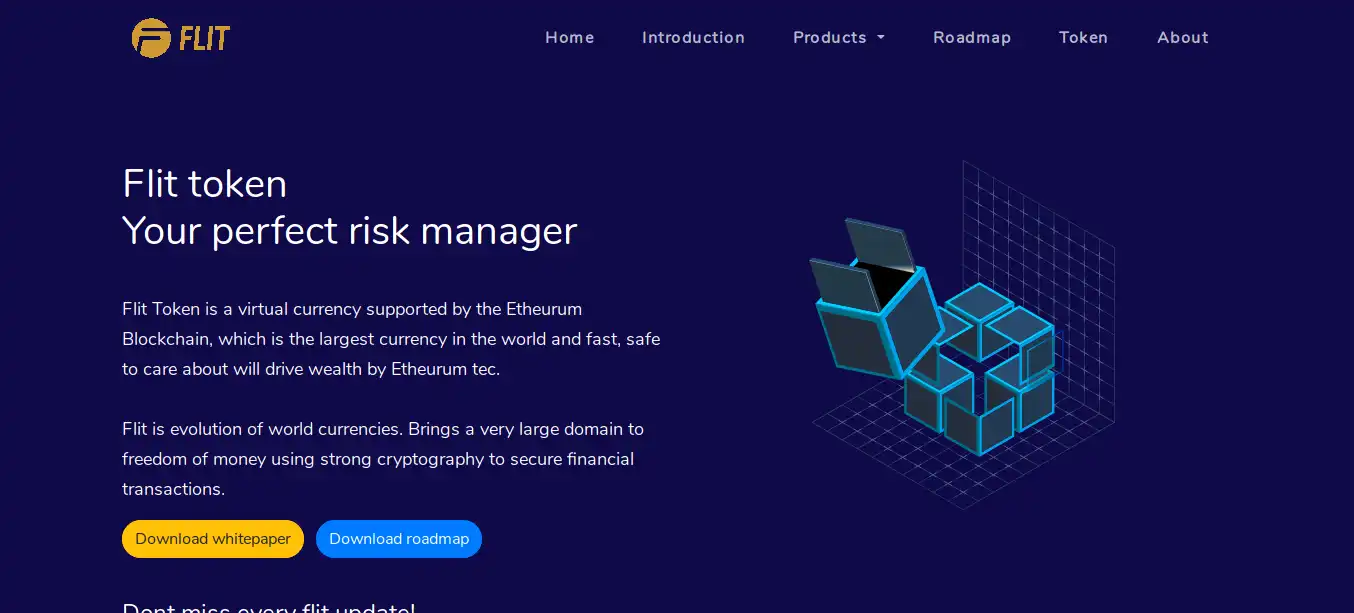 FLIT
Home Introduction Products Roadmap Token About
Flit token
Your perfect risk manager
Flit Token is a virtual currency supported by the Etheurum
Blockchain, which is the largest currency in the world and fast, safe
to care about will drive wealth by Etheurum tec.
Flit is evolution of world currencies. Brings a very large domain to
freedom of money using strong cryptography to secure financial
transactions.
Download whitepaper Download roadmap
Dont miss every flit update!